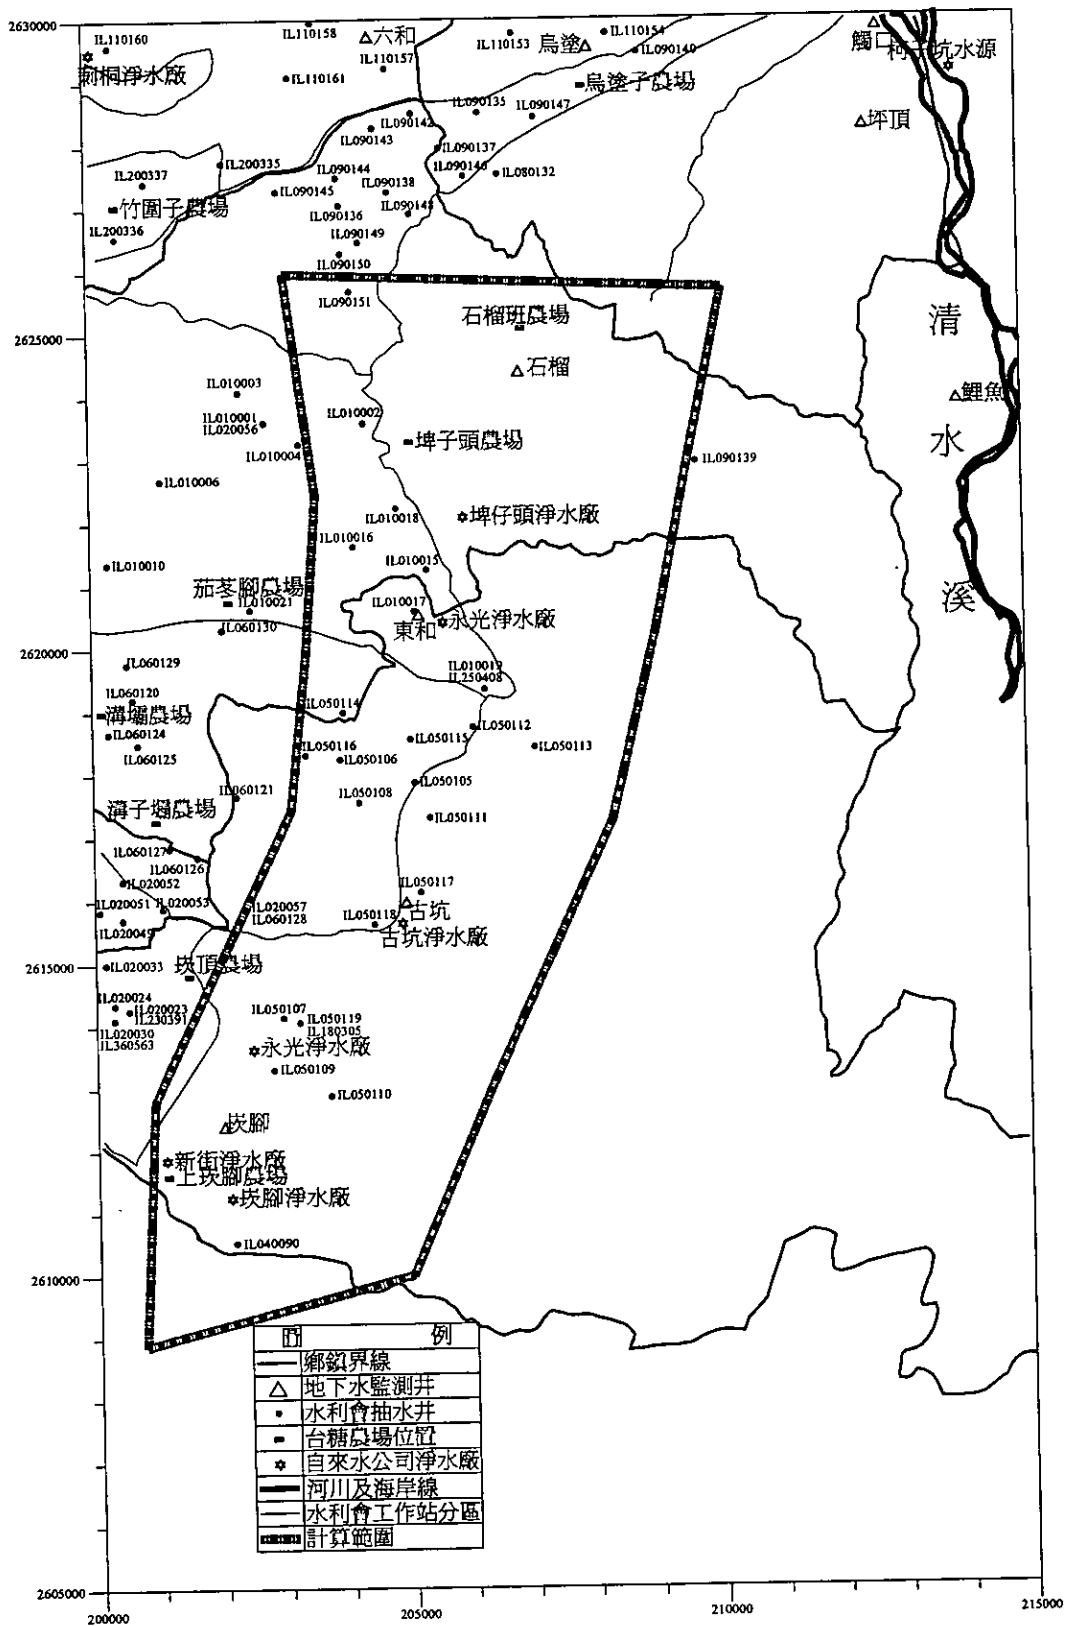 2630000
IL110160
IL110158
六和
IL110157
IL110161
莿桐淨水廠
IL110153
烏塗
IL110154
IL090140
烏塗子農場
觸口
柯子坑水源
坪頂
IL090135
IL090147
IL090142
IL090143
IL090137
IL090146
IL080132
IL200335
IL090144
IL090145
IL090138
IL200337
竹圍子農場
IL090136
IL090148
IL200336
IL090149
IL090150
IL090151
石榴班農場
清
2625000
石榴
IL010003
鯉魚
IL010001
IL020056
IL010002
IL010004
埤子頭農場
水
IL090139
IL010006
IL010018
埤仔頭淨水廠
IL010016
IL010010
IL010015
茄苳腳農場
IL010021
IL010017
永光淨水廠
溪
東和
IL060130
2620000
IL060129
IL010019
IL250408
IL060120
溝壩農場
IL050114
IL050112
IL060124
IL050116
IL050115
IL050113
IL060125
IL050106
IL050105
IL060121
IL050108
溝子壩農場
IL050111
IL060127
IL060126
IL020052
IL050117
IL020051
IL020053
IL020057
IL060128
古坑
IL050118
IL020049
古坑淨水廠
2615000
IL020033
崁頂農場
IL020024
IL020023
IL230391
IL050107
IL050119
IL180305
IL020030
IL360563
永光淨水廠
IL050109
IL050110
崁腳
新街淨水廠
上崁腳農場
崁腳淨水廠
IL040090
2610000
圖 例
鄉鎮界線
地下水監測井
水利會抽水井
台糖農場位置
自來水公司淨水廠
河川及海岸線
水利會工作站分區
計算範圍
2605000
200000
205000
210000
215000